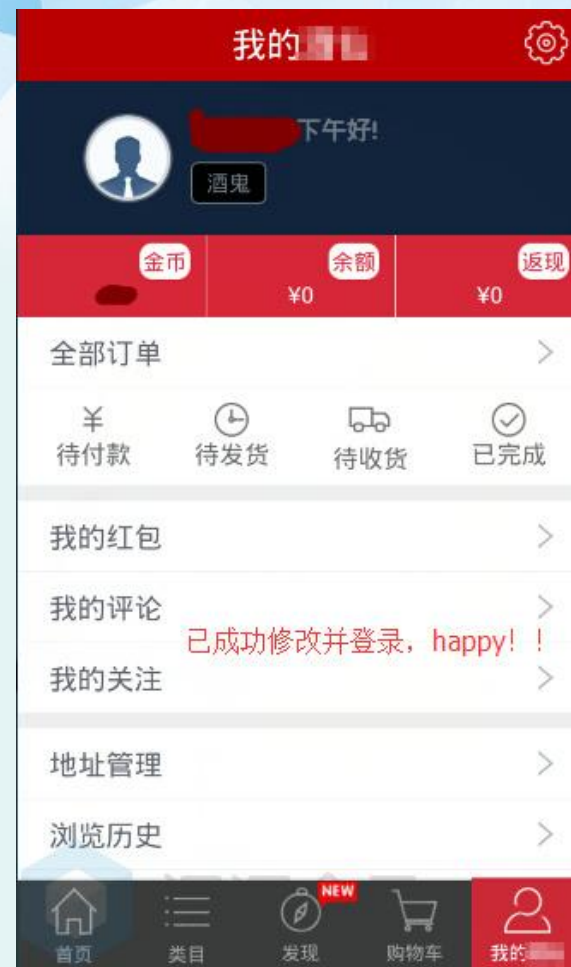 我的
下午好!
酒鬼
金币 余额 返现
¥0 ¥0
全部订单
¥
待付款 待发货 待收货 已完成
我的红包
我的评论
已成功修改并登录，happy！！
我的关注
地址管理
浏览历史
NEW
首页 类目 发现 购物车 我的